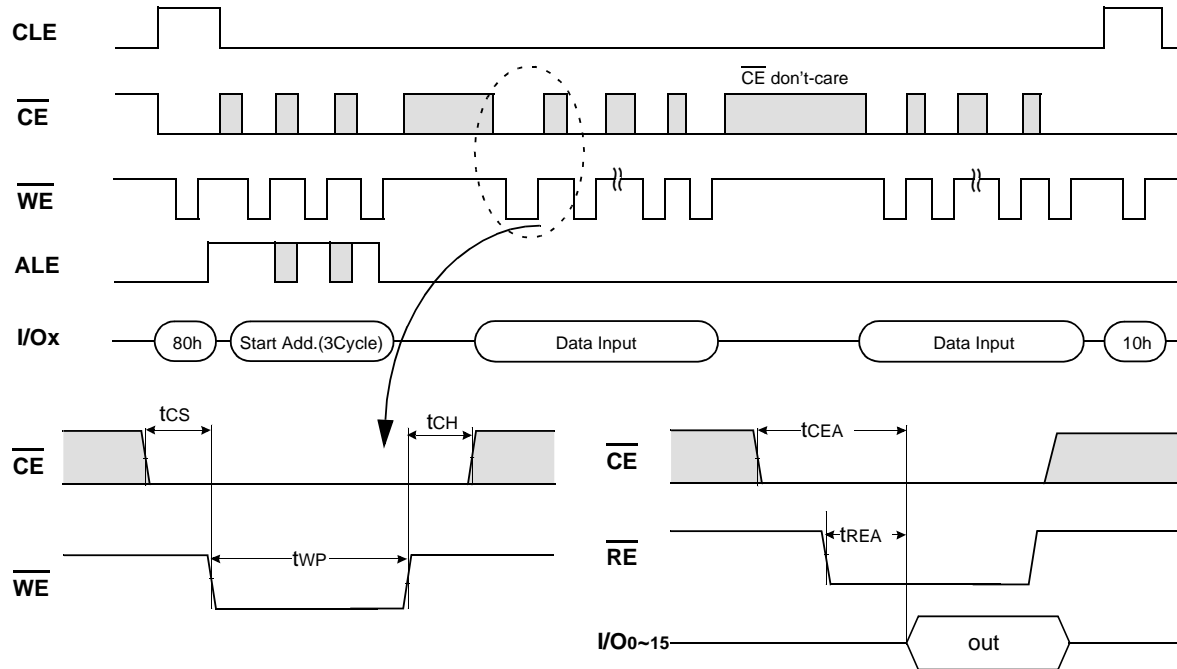 CLE
CE don't-care
CE
WE
ALE
I/Ox
80h
Start Add.(3Cycle)
Data Input
Data Input
10h
tCS
tCH
CE
tWP
WE
tCEA
CE
tREA
RE
I/O0~15
out